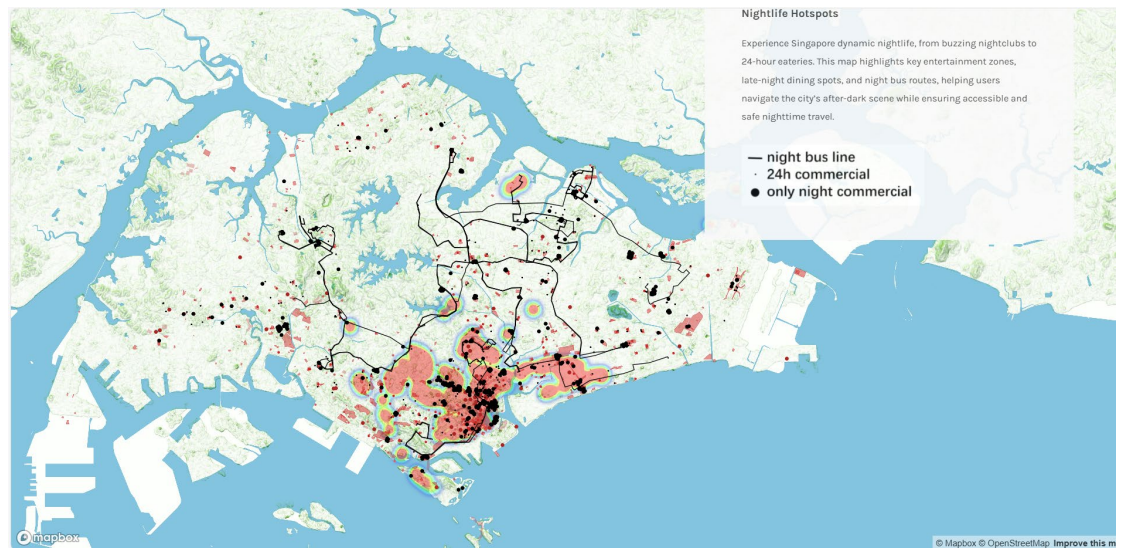 Nightlife Hotspots
Experience Singapore dynamic nightlife, from buzzing nightclubs to
24-hour eateries. This map highlights key entertainment zones,
late-night dining spots, and night bus routes, helping users
navigate the city's after-dark scene while ensuring accessible and
safe nighttime travel.
night bus line
24h commercial
only night commercial
mapbox
© Mapbox © OpenStreetMap Improve this m